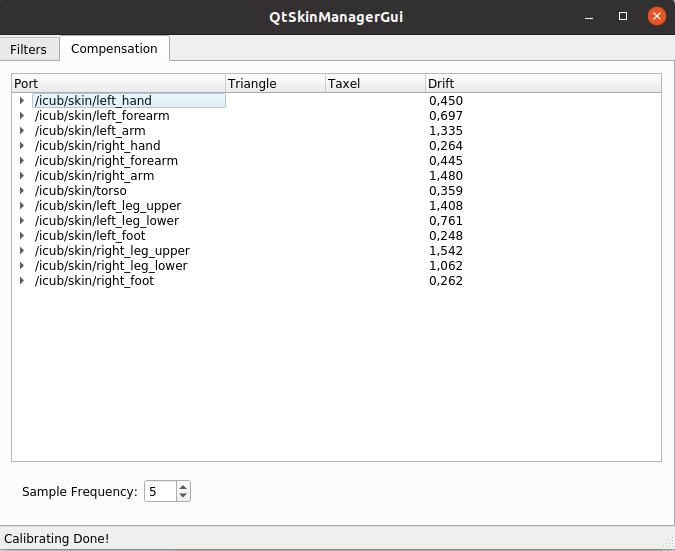 QtSkinManagerGui
Filters Compensation
Port Triangle Taxel Drift
/icub/skin/left_hand 0,450
/icub/skin/left_forearm 0,697
/icub/skin/left_arm 1,335
/icub/skin/right_hand 0,264
/icub/skin/right_forearm 0,445
/icub/skin/right_arm 1,480
/icub/skin/torso 0,359
/icub/skin/left_leg_upper 1,408
/icub/skin/left_leg_lower 0,761
/icub/skin/left_foot 0,248
/icub/skin/right_leg_upper 1,542
/icub/skin/right_leg_lower 1,062
/icub/skin/right_foot 0,262
Sample Frequency: 5
Calibrating Done!